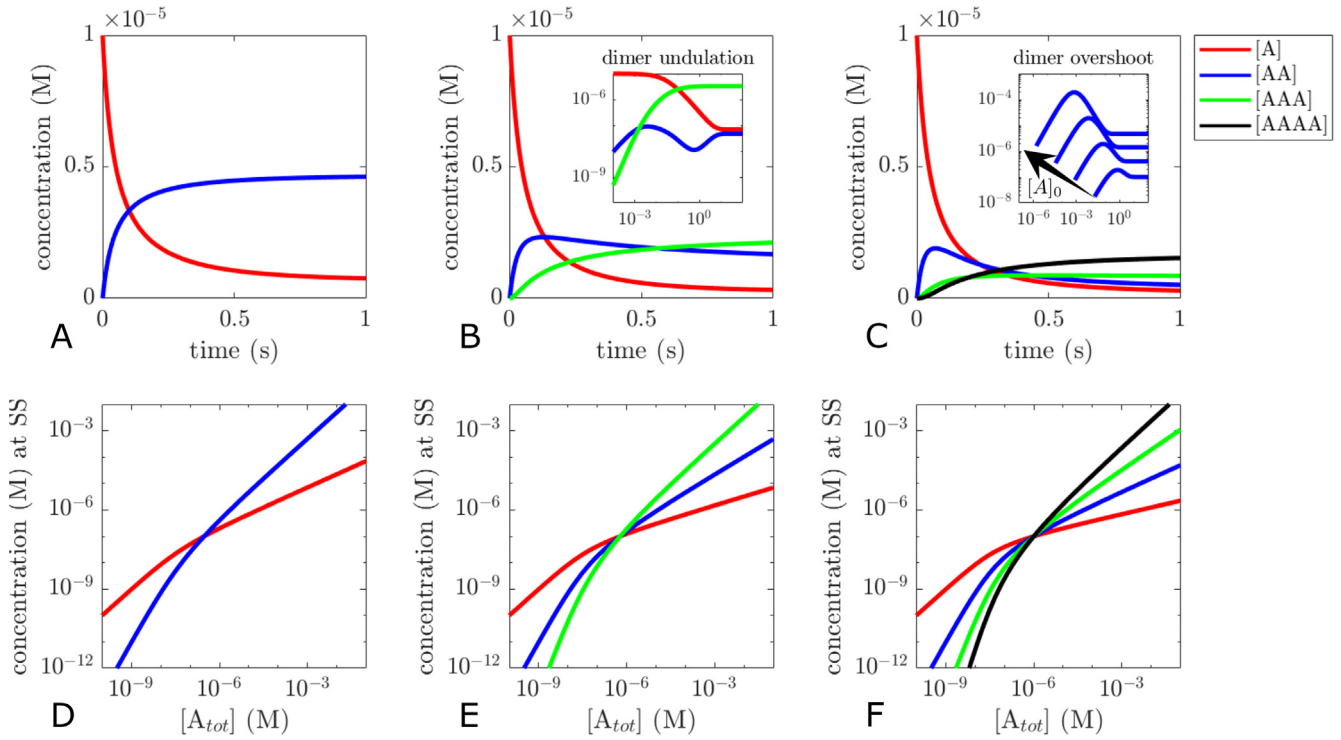 ×10⁻⁵
1
0.5
0
concentration (M)
0
0.5
1
time (s)
A
×10⁻⁵
1
0.5
0
concentration (M)
dimer undulation
10⁻⁶
10⁻⁹
10⁻³
10⁰
0
0.5
1
time (s)
B
×10⁻⁵
1
0.5
0
concentration (M)
dimer overshoot
10⁻⁴
10⁻⁶
10⁻⁸
[A]₀
10⁻⁶
10⁻³
10⁰
0
0.5
1
time (s)
C
[A]
[AA]
[AAA]
[AAAA]
concentration (M) at SS
10⁻³
10⁻⁶
10⁻⁹
10⁻¹²
10⁻⁹
10⁻⁶
10⁻³
[Aₜₒₜ] (M)
D
concentration (M) at SS
10⁻³
10⁻⁶
10⁻⁹
10⁻¹²
10⁻⁹
10⁻⁶
10⁻³
[Aₜₒₜ] (M)
E
concentration (M) at SS
10⁻³
10⁻⁶
10⁻⁹
10⁻¹²
10⁻⁹
10⁻⁶
10⁻³
[Aₜₒₜ] (M)
F